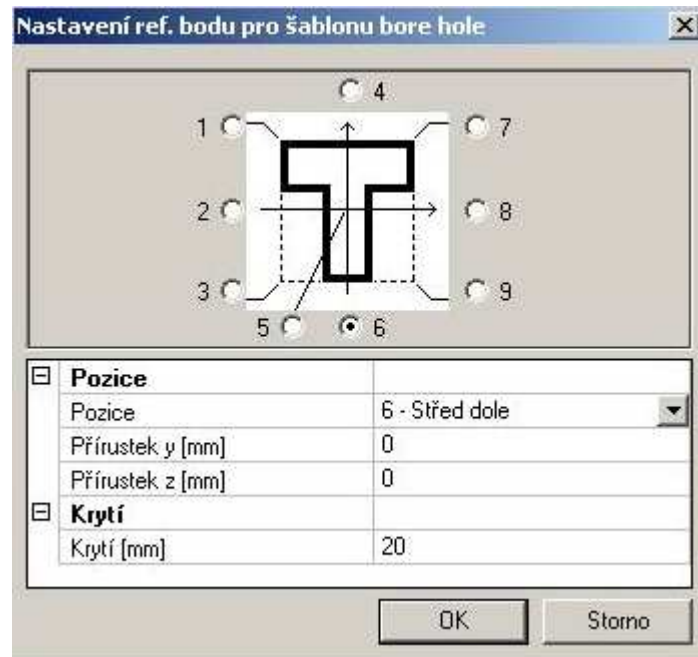 Nastavení ref. bodu pro šablonu bore hole
4
1 7
2 8
3 9
5 6
Pozice
Pozice 6 - Střed dole
Přírustek y [mm] 0
Přírustek z [mm] 0
Krytí
Krytí [mm] 20
OK Storno